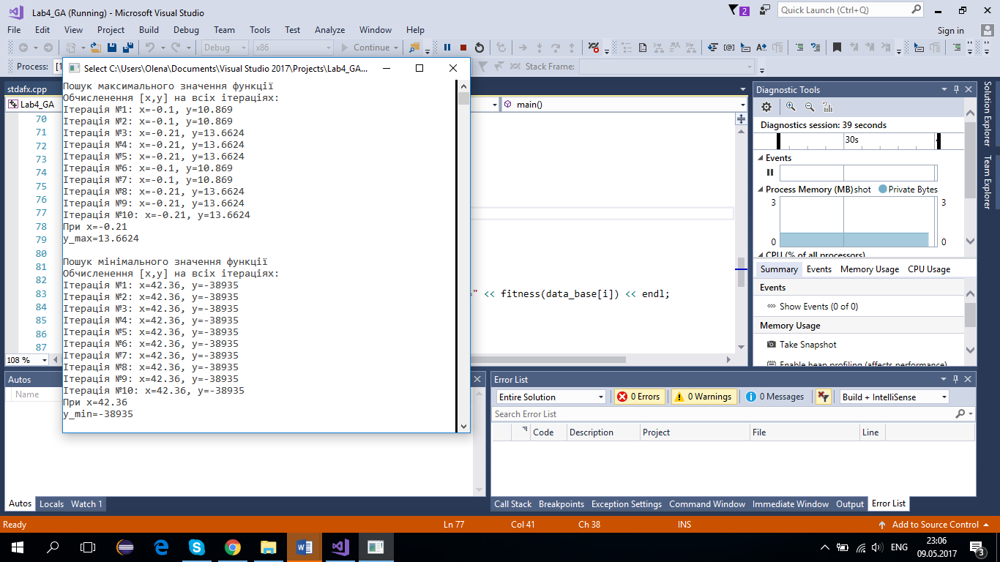 Lab4_GA (Running) - Microsoft Visual Studio
2
Quick Launch (Ctrl+Q)
File Edit View Project Build Debug Team Tools Test Analyze Window Help
Sign in
Debug x86 Continue
Process: [1
Stack Frame:
Select C:\Users\Olena\Documents\Visual Studio 2017\Projects\Lab4_GA...
Пошук максимального значення функції
Обчисленення [x,y] на всіх ітераціях:
Ітерація №1: x=-0.1, y=10.869
Ітерація №2: x=-0.1, y=10.869
Ітерація №3: x=-0.21, y=13.6624
Ітерація №4: x=-0.21, y=13.6624
Ітерація №5: x=-0.21, y=13.6624
Ітерація №6: x=-0.1, y=10.869
Ітерація №7: x=-0.1, y=10.869
Ітерація №8: x=-0.21, y=13.6624
Ітерація №9: x=-0.21, y=13.6624
Ітерація №10: x=-0.21, y=13.6624
При x=-0.21
y_max=13.6624
Пошук мінімального значення функції
Обчисленення [x,y] на всіх ітераціях:
Ітерація №1: x=42.36, y=-38935
Ітерація №2: x=42.36, y=-38935
Ітерація №3: x=42.36, y=-38935
Ітерація №4: x=42.36, y=-38935
Ітерація №5: x=42.36, y=-38935
Ітерація №6: x=42.36, y=-38935
Ітерація №7: x=42.36, y=-38935
Ітерація №8: x=42.36, y=-38935
Ітерація №9: x=42.36, y=-38935
Ітерація №10: x=42.36, y=-38935
При x=42.36
y_min=-38935
stdafx.cpp
Lab4_GA
main()
70
71
72
73
74
75
76
77
78
79
80
81
82
83
84
85
86
87
" << fitness(data_base[i]) << endl;
108 %
Diagnostic Tools
Diagnostics session: 39 seconds
30s
Events
Process Memory (MB) shot Private Bytes
3 3
0 0
CPU (% of all processors)
Summary Events Memory Usage CPU Usage
Events
Show Events (0 of 0)
Memory Usage
Take Snapshot
Enable heap profiling (affects performance)
Solution Explorer
Team Explorer
Autos
Name
Autos Locals Watch 1
Error List
Entire Solution 0 Errors 0 Warnings 0 Messages Build + IntelliSense
Search Error List
Code Description Project File Line
Call Stack Breakpoints Exception Settings Command Window Immediate Window Output Error List
Ready Ln 77 Col 41 Ch 38 INS Add to Source Control
ENG
23:06
09.05.2017
3